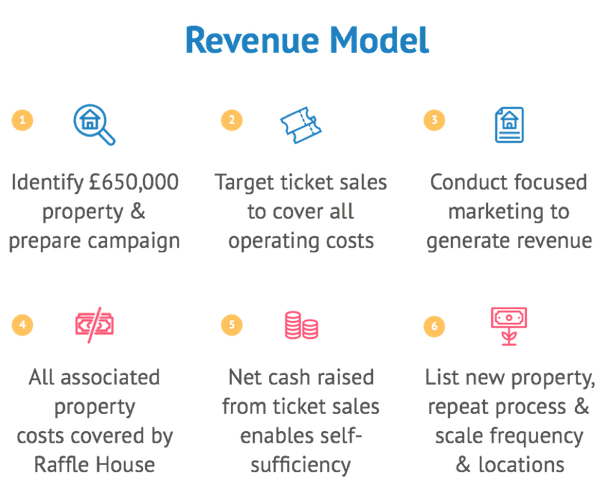 Revenue Model
1
Identify £650,000
property &
prepare campaign
2
Target ticket sales
to cover all
operating costs
3
Conduct focused
marketing to
generate revenue
4
All associated
property
costs covered by
Raffle House
5
Net cash raised
from ticket sales
enables self-
sufficiency
6
List new property,
repeat process &
scale frequency
& locations